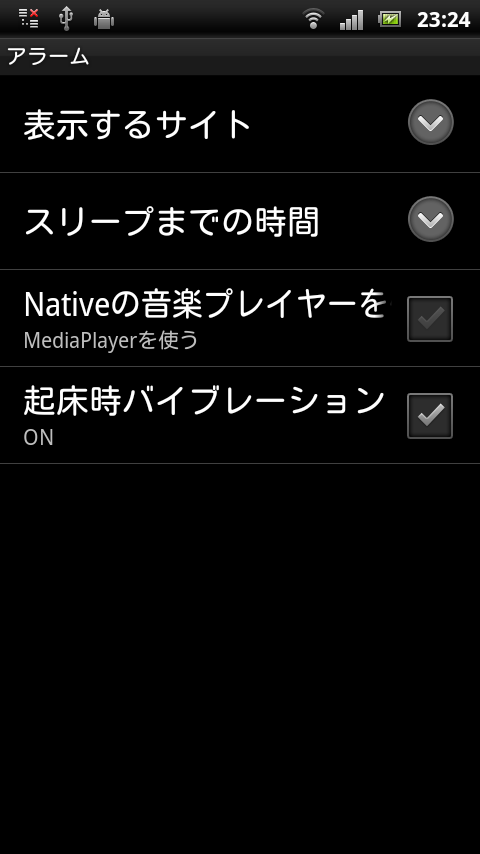 23:24
アラーム
表示するサイト
スリープまでの時間
Nativeの音楽プレイヤーを
MediaPlayerを使う
起床時バイブレーション
ON